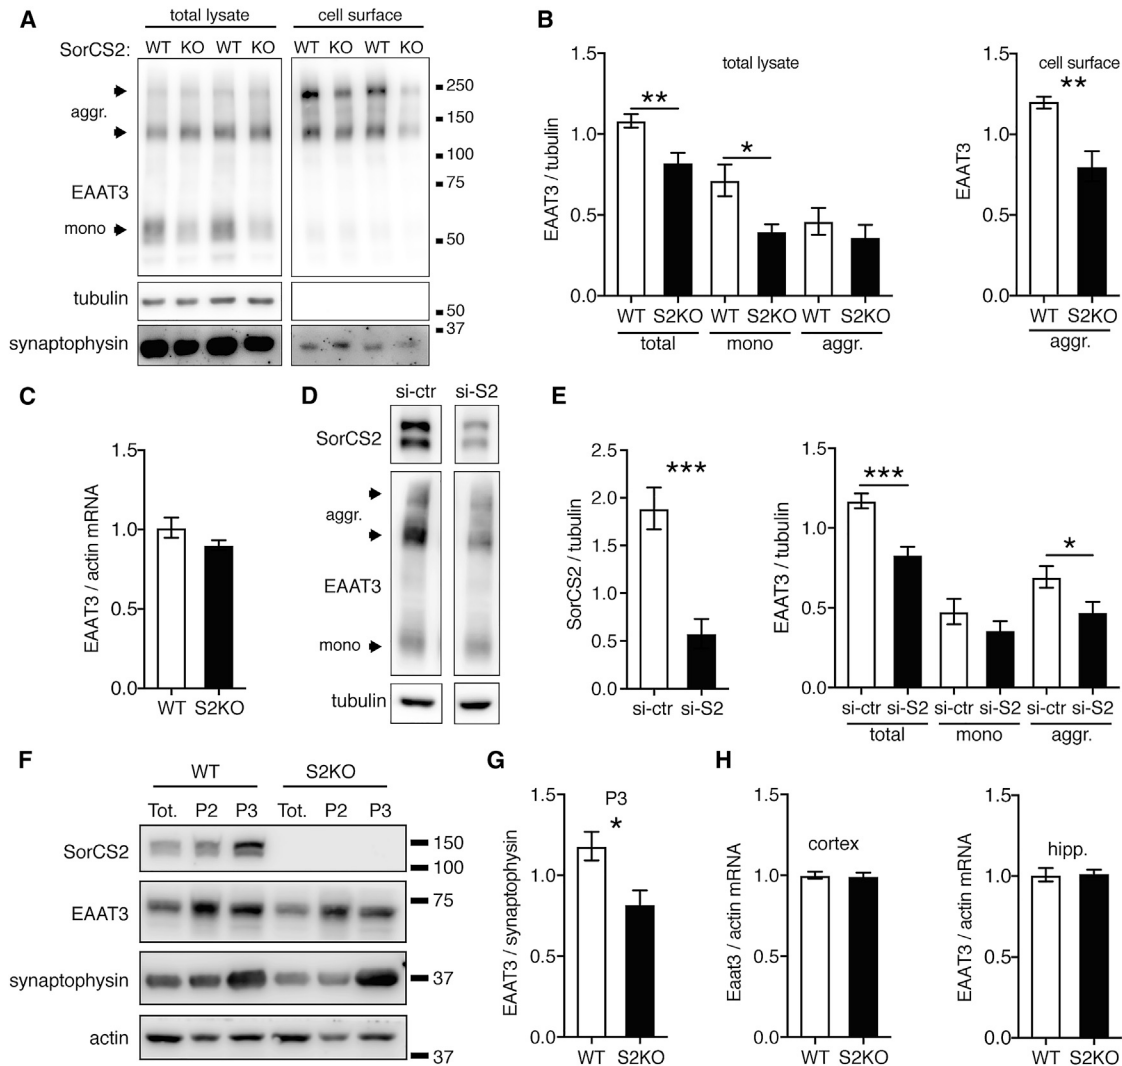 A
total lysate cell surface
SorCS2: WT KO WT KO WT KO WT KO
aggr.
EAAT3
mono
250
150
100
75
50
tubulin
50
37
synaptophysin
B
total lysate
EAAT3 / tubulin
1.5
1.0
0.5
0.0
** *
WT S2KO WT S2KO WT S2KO
total mono aggr.
cell surface
**
EAAT3
1.5
1.0
0.5
0.0
WT S2KO
aggr.
C
EAAT3 / actin mRNA
1.5
1.0
0.5
0.0
WT S2KO
D
si-ctr si-S2
SorCS2
aggr.
EAAT3
mono
tubulin
E
SorCS2 / tubulin
2.5
2.0
1.5
1.0
0.5
0.0
***
si-ctr si-S2
EAAT3 / tubulin
1.5
1.0
0.5
0.0
*** *
si-ctr si-S2 si-ctr si-S2 si-ctr si-S2
total mono aggr.
F
WT S2KO
Tot. P2 P3 Tot. P2 P3
SorCS2
150
100
EAAT3
75
synaptophysin
37
actin
37
G
P3
*
EAAT3 / synaptophysin
1.5
1.0
0.5
0.0
WT S2KO
H
cortex
Eaat3 / actin mRNA
1.5
1.0
0.5
0.0
WT S2KO
hipp.
EAAT3 / actin mRNA
1.5
1.0
0.5
0.0
WT S2KO